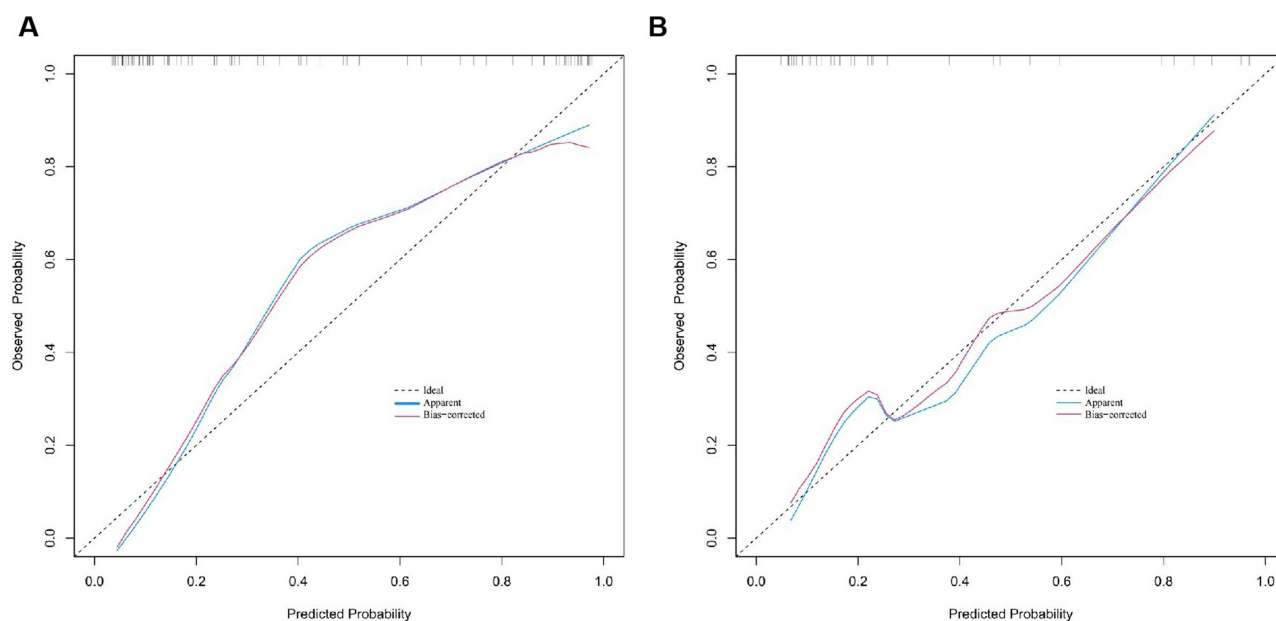 A
B
1.0
0.8
0.6
0.4
0.2
0.0
Observed Probability
Ideal
Apparent
Bias-corrected
0.0 0.2 0.4 0.6 0.8 1.0
Predicted Probability
1.0
0.8
0.6
0.4
0.2
0.0
Observed Probability
Ideal
Apparent
Bias-corrected
0.0 0.2 0.4 0.6 0.8 1.0
Predicted Probability